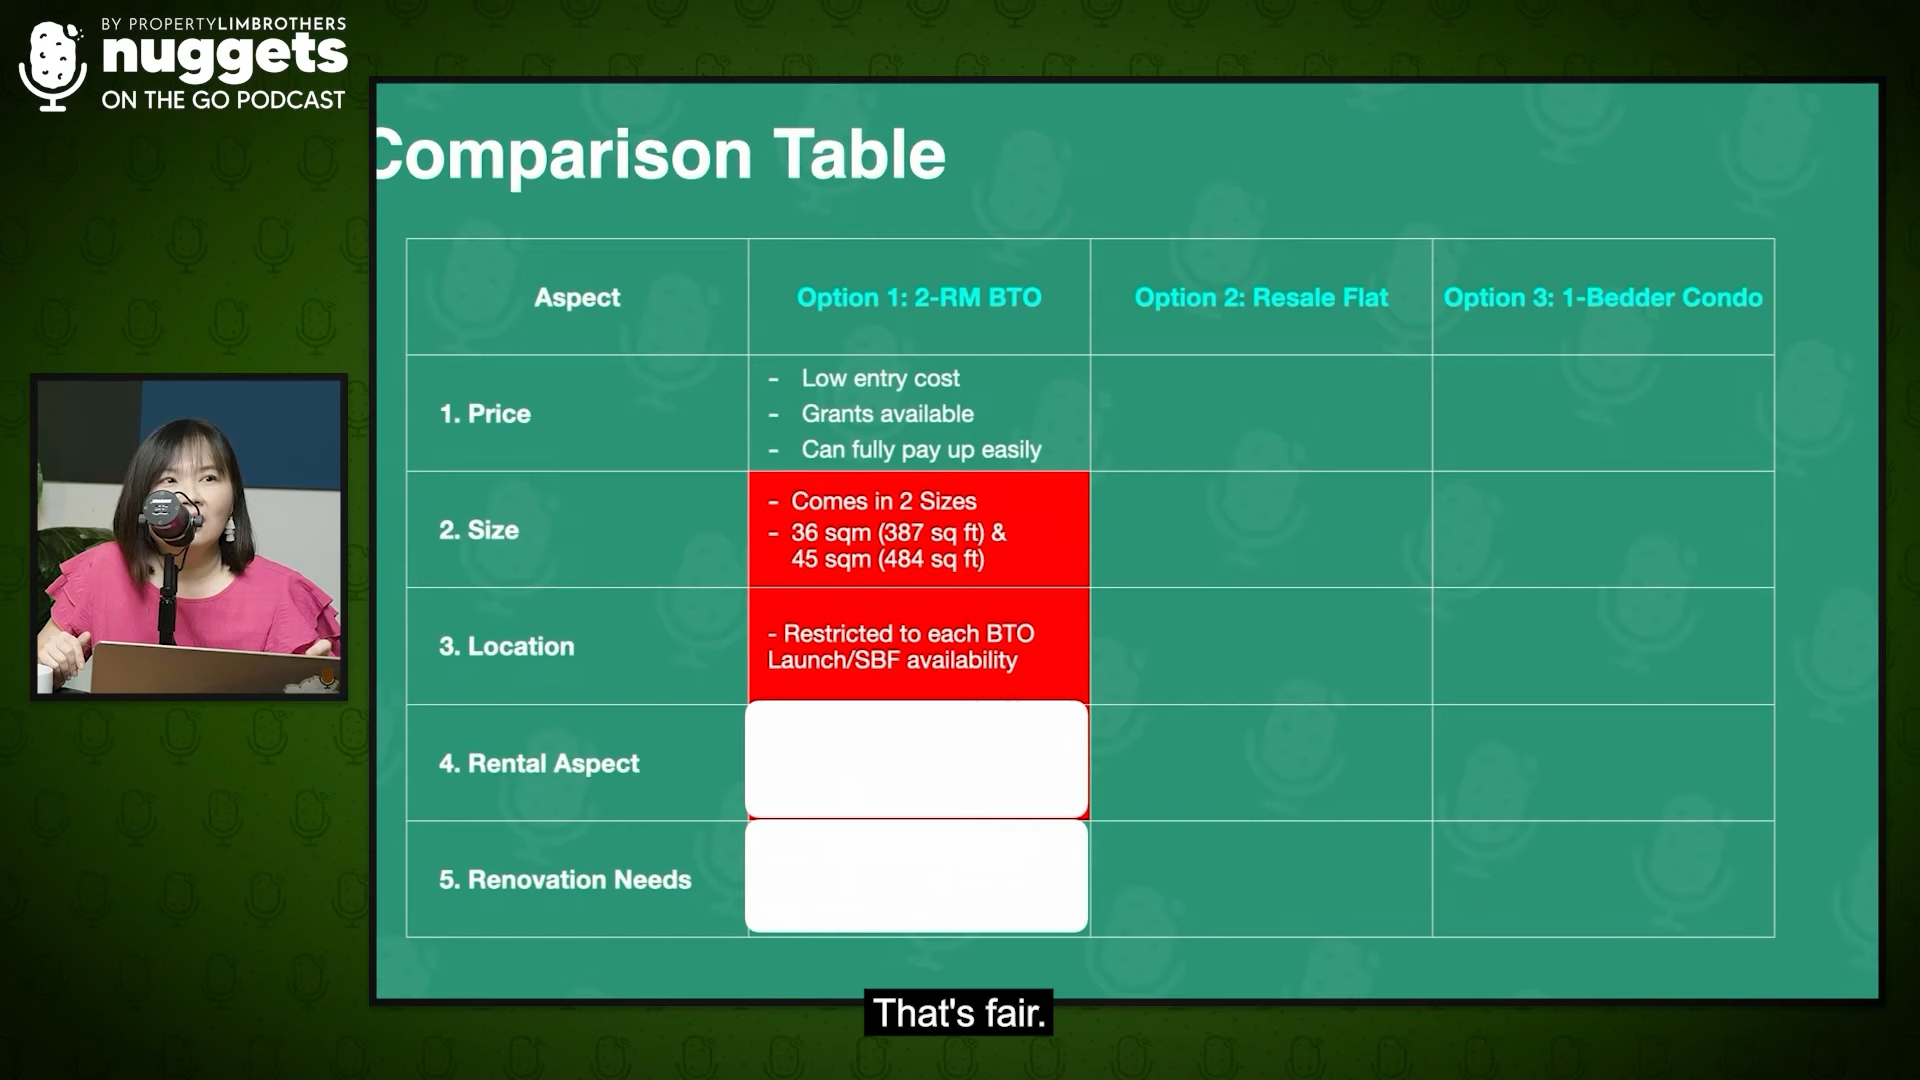 BY PROPERTYLIMBROTHERS
nuggets
ON THE GO PODCAST
Comparison Table
Aspect
Option 1: 2-RM BTO
Option 2: Resale Flat
Option 3: 1-Bedder Condo
1. Price
- Low entry cost
- Grants available
- Can fully pay up easily
2. Size
- Comes in 2 Sizes
- 36 sqm (387 sq ft) &
45 sqm (484 sq ft)
3. Location
- Restricted to each BTO
Launch/SBF availability
4. Rental Aspect
5. Renovation Needs
That's fair.